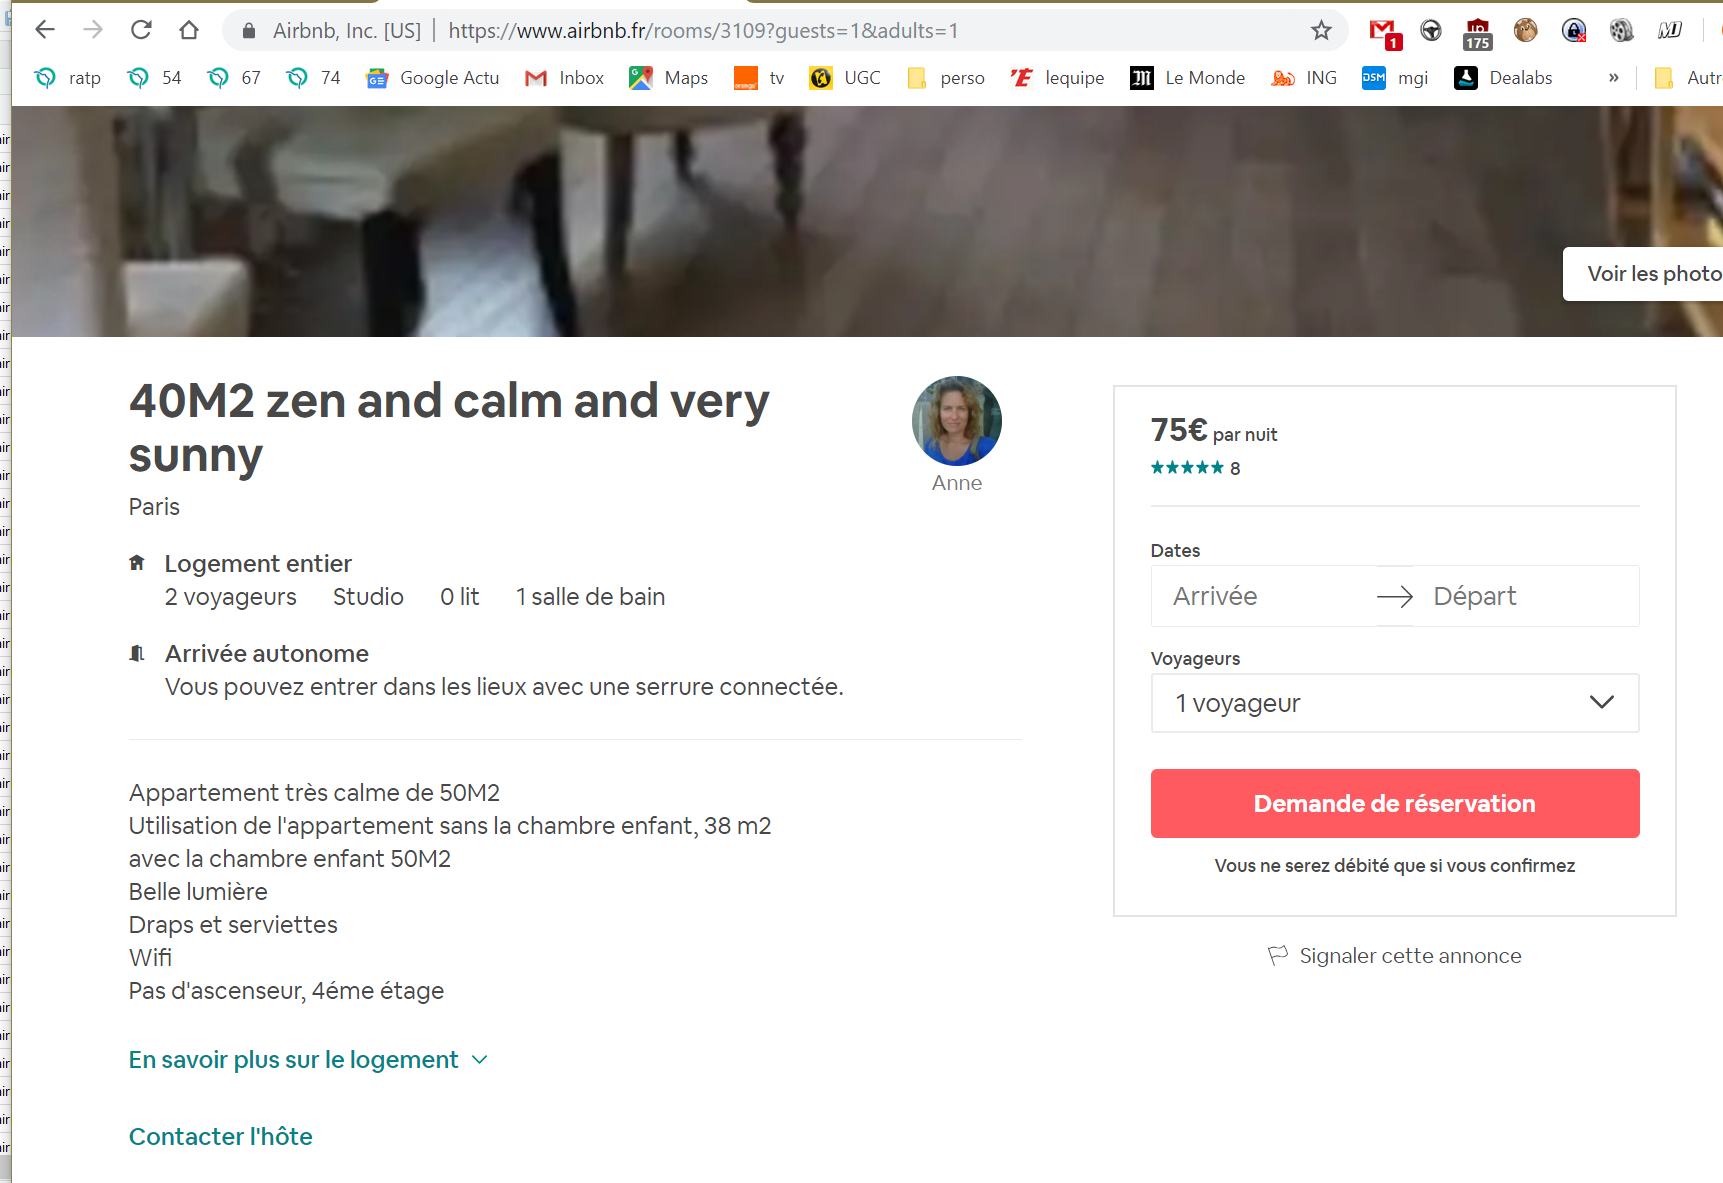 Airbnb, Inc. [US] | https://www.airbnb.fr/rooms/3109?guests=1&adults=1
1
175
ratp
54
67
74
Google Actu
Inbox
Maps
tv
UGC
perso
lequipe
Le Monde
ING
mgi
Dealabs
»
Autr
Voir les photo
40M2 zen and calm and very
sunny
Paris
Anne
Logement entier
2 voyageurs Studio 0 lit 1 salle de bain
Arrivée autonome
Vous pouvez entrer dans les lieux avec une serrure connectée.
Appartement très calme de 50M2
Utilisation de l'appartement sans la chambre enfant, 38 m2
avec la chambre enfant 50M2
Belle lumière
Draps et serviettes
Wifi
Pas d'ascenseur, 4éme étage
En savoir plus sur le logement
Contacter l'hôte
75€ par nuit
8
Dates
Arrivée
Départ
Voyageurs
1 voyageur
Demande de réservation
Vous ne serez débité que si vous confirmez
Signaler cette annonce